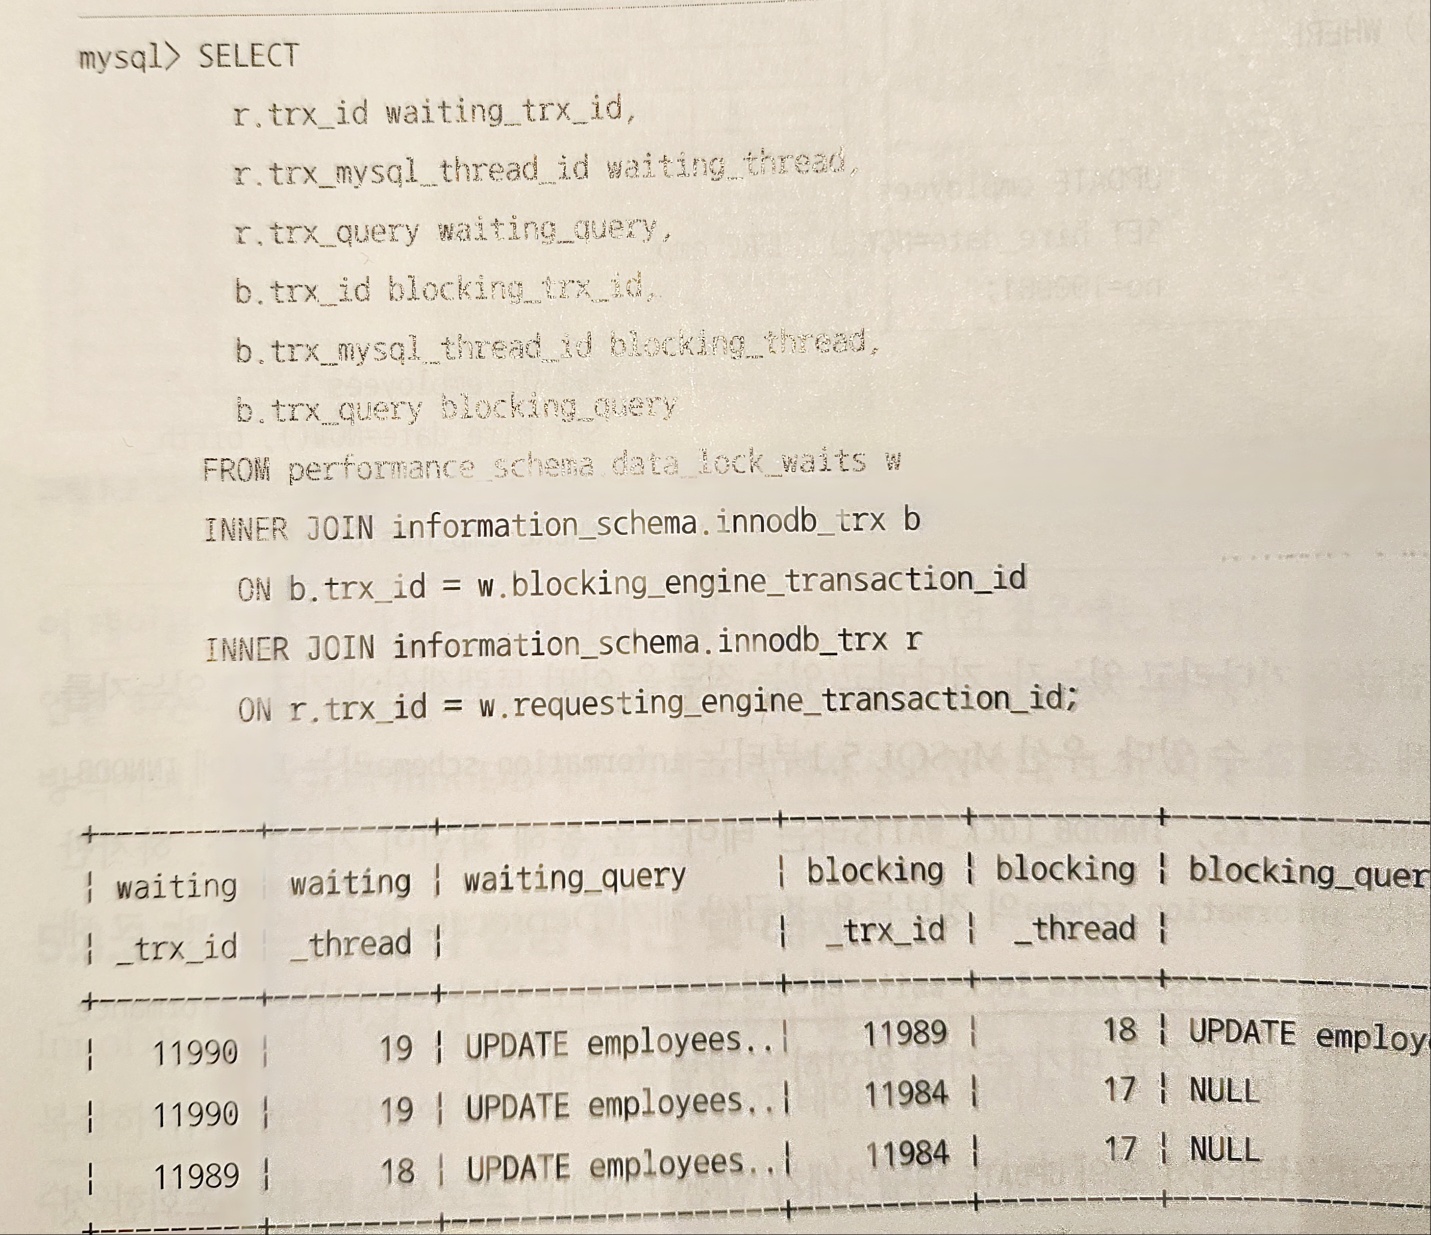 mysql> SELECT
r.trx_id waiting_trx_id,
r.trx_mysql_thread_id waiting_thread,
r.trx_query waiting_query,
b.trx_id blocking_trx_id,
b.trx_mysql_thread_id blocking_thread,
b.trx_query blocking_query
FROM performance_schema.data_lock_waits w
INNER JOIN information_schema.innodb_trx b
ON b.trx_id = w.blocking_engine_transaction_id
INNER JOIN information_schema.innodb_trx r
ON r.trx_id = w.requesting_engine_transaction_id;
+----------+----------+--------------------+----------+----------+----------------
| waiting | waiting | waiting_query | blocking | blocking | blocking_quer
| _trx_id | _thread | | _trx_id | _thread |
+----------+----------+--------------------+----------+----------+----------------
| 11990 | 19 | UPDATE employees..| 11989 | 18 | UPDATE employ
| 11990 | 19 | UPDATE employees..| 11984 | 17 | NULL
| 11989 | 18 | UPDATE employees..| 11984 | 17 | NULL
+----------+----------+--------------------+----------+----------+----------------